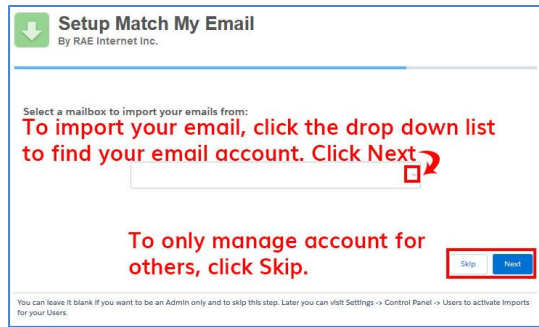 Setup Match My Email
By RAE Internet Inc.
Select a mailbox to import your emails from:
To import your email, click the drop down list
to find your email account. Click Next
To only manage account for
others, click Skip.
Skip Next
You can leave it blank if you want to be an Admin only and to skip this step. Later you can visit Settings -> Control Panel -> Users to activate Imports
for your Users.